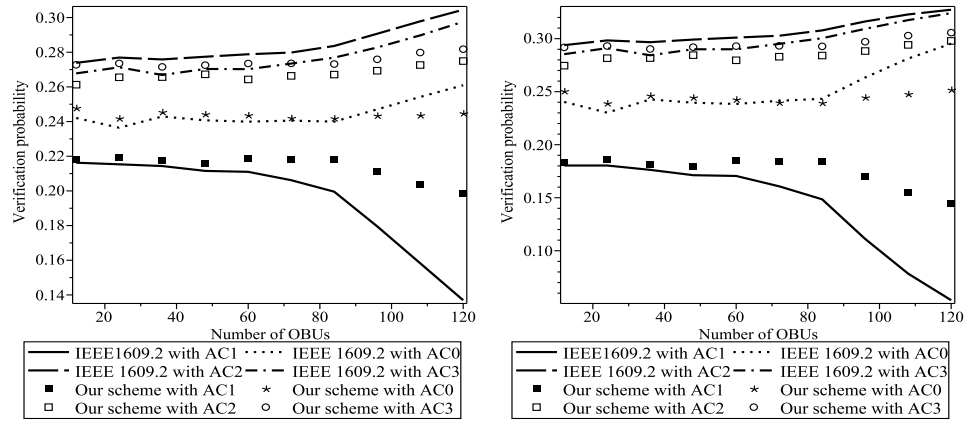 Verification probability
0.30
0.28
0.26
0.24
0.22
0.20
0.18
0.16
0.14
20
40
60
80
100
120
Number of OBUs
IEEE1609.2 with AC1
IEEE 1609.2 with AC0
IEEE 1609.2 with AC2
IEEE 1609.2 with AC3
Our scheme with AC1
Our scheme with AC0
Our scheme with AC2
Our scheme with AC3
Verification probability
0.30
0.25
0.20
0.15
0.10
20
40
60
80
100
120
Number of OBUs
IEEE1609.2 with AC1
IEEE 1609.2 with AC0
IEEE 1609.2 with AC2
IEEE 1609.2 with AC3
Our scheme with AC1
Our scheme with AC0
Our scheme with AC2
Our scheme with AC3